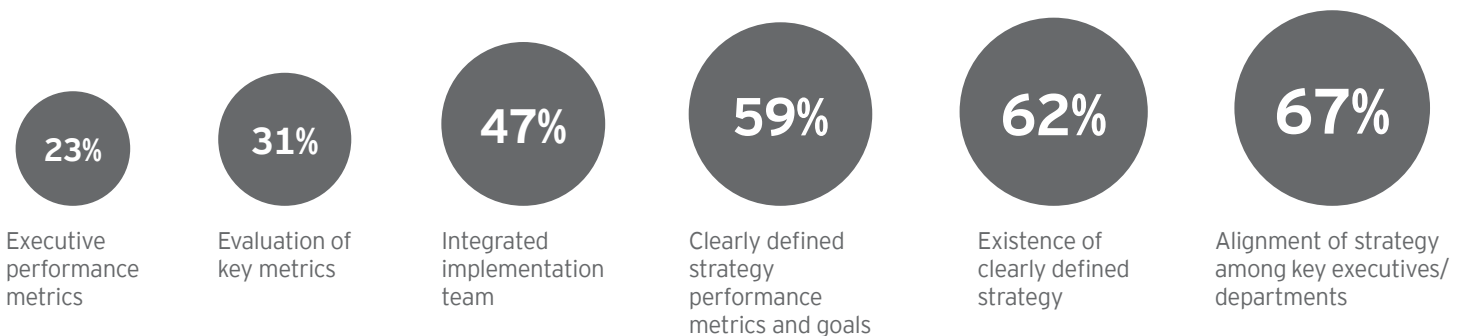 23%
Executive
performance
metrics
31%
Evaluation of
key metrics
47%
Integrated
implementation
team
59%
Clearly defined
strategy
performance
metrics and goals
62%
Existence of
clearly defined
strategy
67%
Alignment of strategy
among key executives/
departments